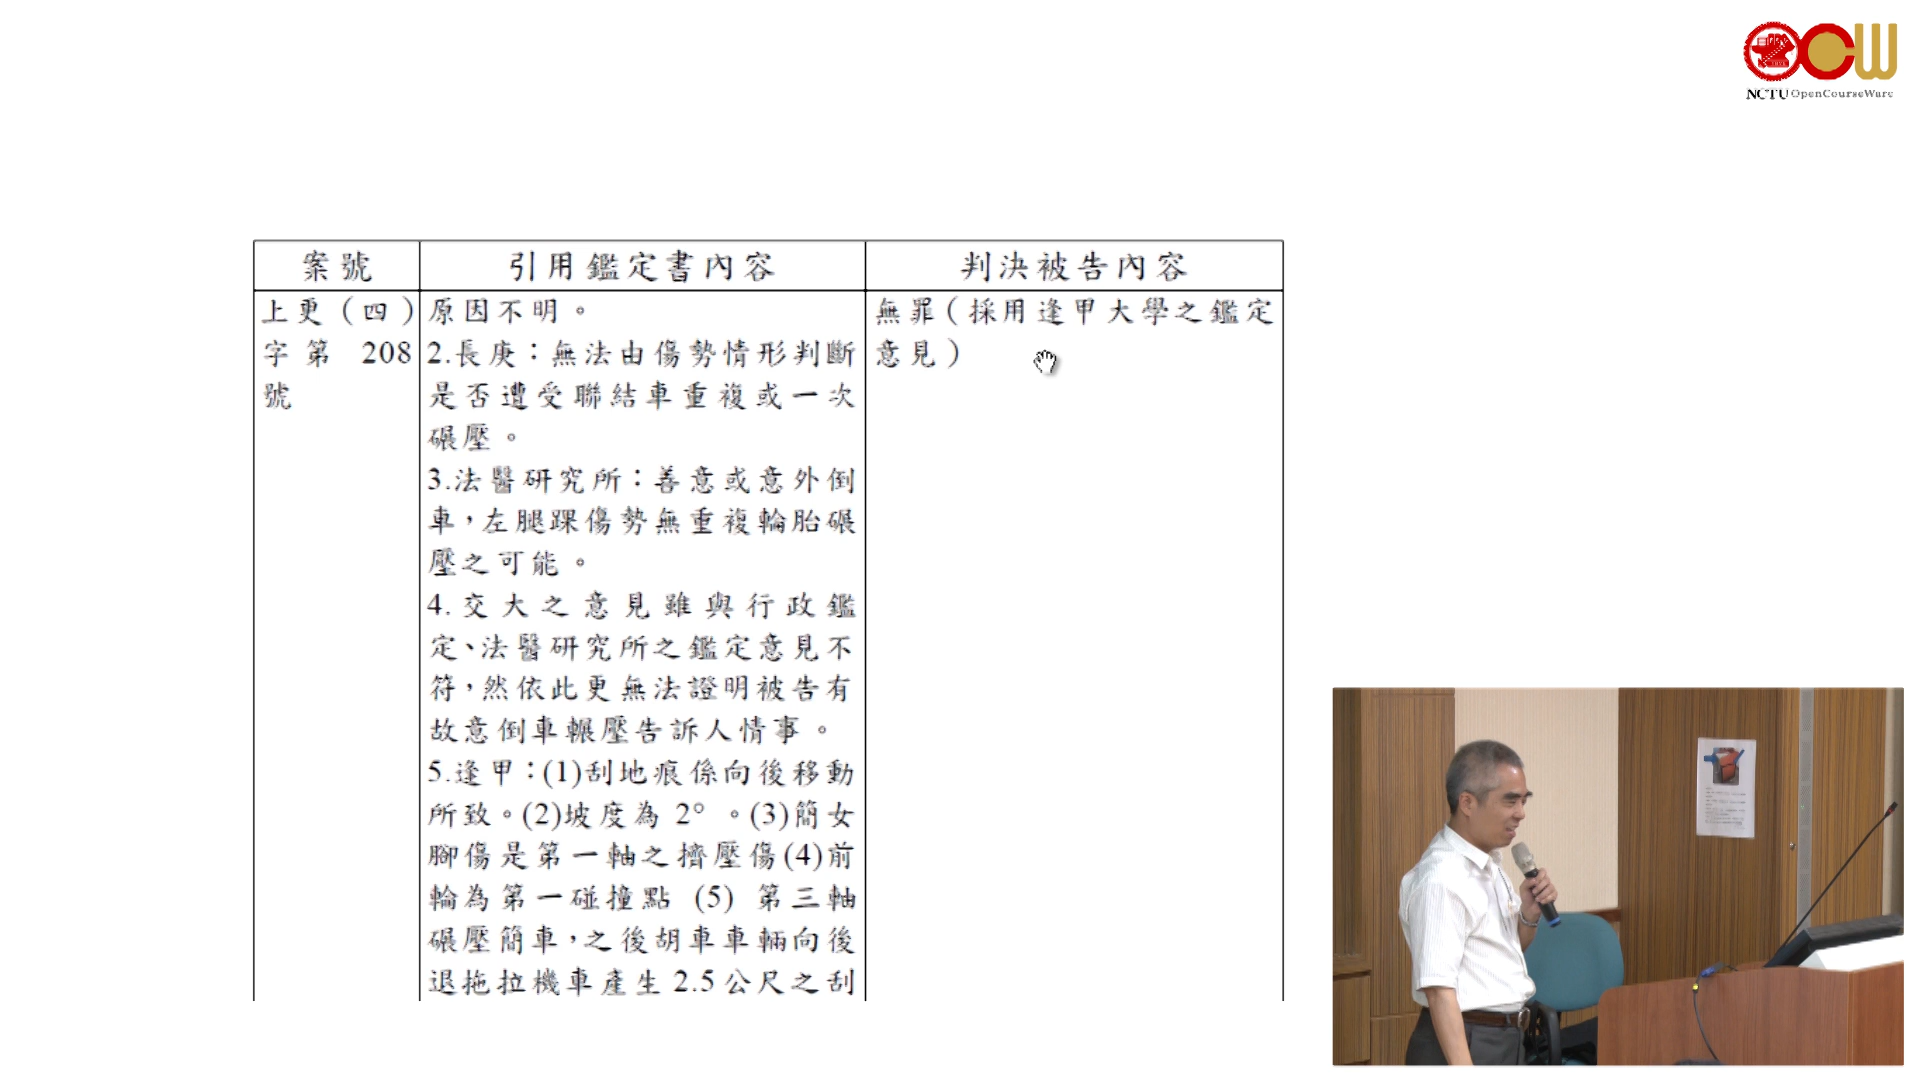 NCTU OpenCourseWare
案號 引用鑑定書內容 判決被告內容
上更(四)
字第 208
號
原因不明。
2.長庚：無法由傷勢情形判斷
是否遭受聯結車重複或一次
碾壓。
3.法醫研究所：善意或意外倒
車，左腿踝傷勢無重複輪胎碾
壓之可能。
4.交大之意見雖與行政鑑
定、法醫研究所之鑑定意見不
符，然依此更無法證明被告有
故意倒車輾壓告訴人情事。
5.逢甲：(1)刮地痕係向後移動
所致。(2)坡度為 2°。(3)簡女
腳傷是第一軸之擠壓傷(4)前
輪為第一碰撞點 (5) 第三軸
碾壓簡車，之後胡車車輛向後
退拖拉機車產生 2.5 公尺之刮
無罪(採用逢甲大學之鑑定
意見)